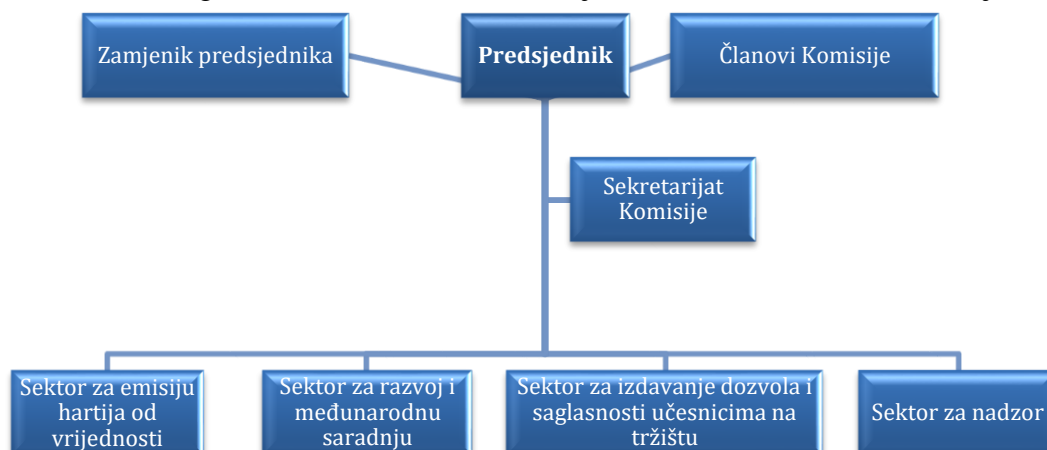 Zamjenik predsjednika
Predsjednik
Članovi Komisije
Sekretarijat
Komisije
Sektor za emisiju
hartija od
vrijednosti
Sektor za razvoj i
međunarodnu
saradnju
Sektor za izdavanje dozvola i
saglasnosti učesnicima na
tržištu
Sektor za nadzor